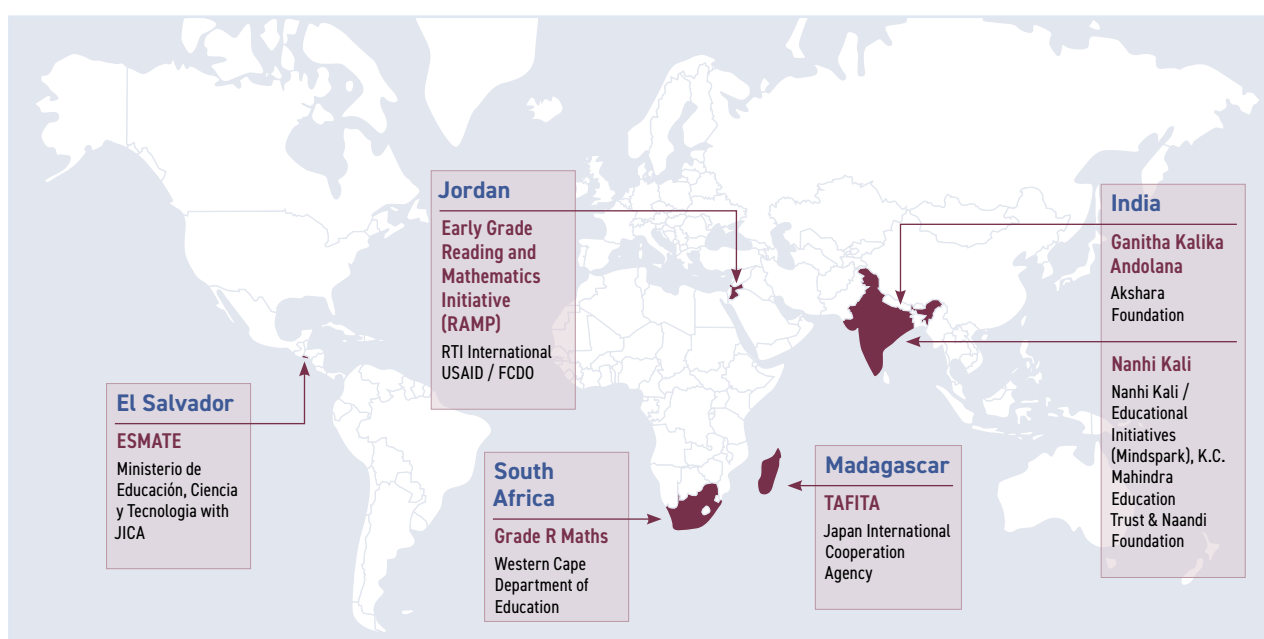 Jordan
Early Grade
Reading and
Mathematics
Initiative
(RAMP)
RTI International
USAID / FCDO
India
Ganitha Kalika
Andolana
Akshara
Foundation
Nanhi Kali
Nanhi Kali /
Educational
Initiatives
(Mindspark), K.C.
Mahindra
Education
Trust & Naandi
Foundation
El Salvador
ESMATE
Ministerio de
Educación, Ciencia
y Tecnologia with
JICA
South
Africa
Grade R Maths
Western Cape
Department of
Education
Madagascar
TAFITA
Japan International
Cooperation
Agency